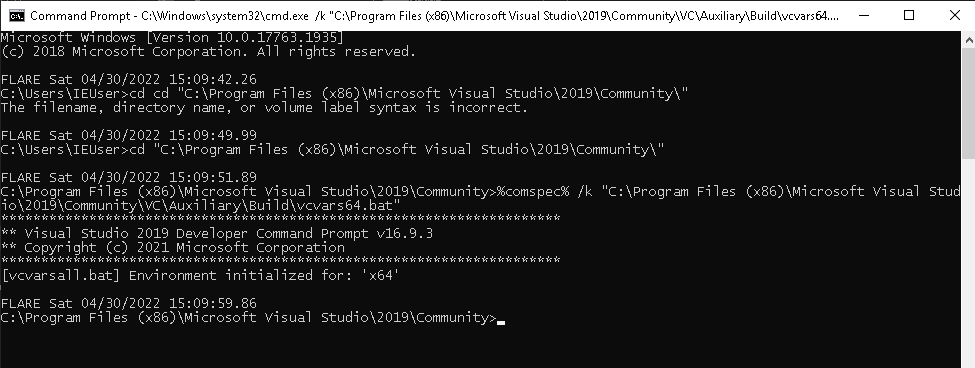 Command Prompt - C:\Windows\system32\cmd.exe /k "C:\Program Files (x86)\Microsoft Visual Studio\2019\Community\VC\Auxiliary\Build\vcvars64....
Microsoft Windows [Version 10.0.17763.1935]
(c) 2018 Microsoft Corporation. All rights reserved.
FLARE Sat 04/30/2022 15:09:42.26
C:\Users\IEUser>cd cd "C:\Program Files (x86)\Microsoft Visual Studio\2019\Community\"
The filename, directory name, or volume label syntax is incorrect.
FLARE Sat 04/30/2022 15:09:49.99
C:\Users\IEUser>cd "C:\Program Files (x86)\Microsoft Visual Studio\2019\Community\"
FLARE Sat 04/30/2022 15:09:51.89
C:\Program Files (x86)\Microsoft Visual Studio\2019\Community>%comspec% /k "C:\Program Files (x86)\Microsoft Visual Stud
io\2019\Community\VC\Auxiliary\Build\vcvars64.bat"
**********************************************************************
** Visual Studio 2019 Developer Command Prompt v16.9.3
** Copyright (c) 2021 Microsoft Corporation
**********************************************************************
[vcvarsall.bat] Environment initialized for: 'x64'
FLARE Sat 04/30/2022 15:09:59.86
C:\Program Files (x86)\Microsoft Visual Studio\2019\Community>